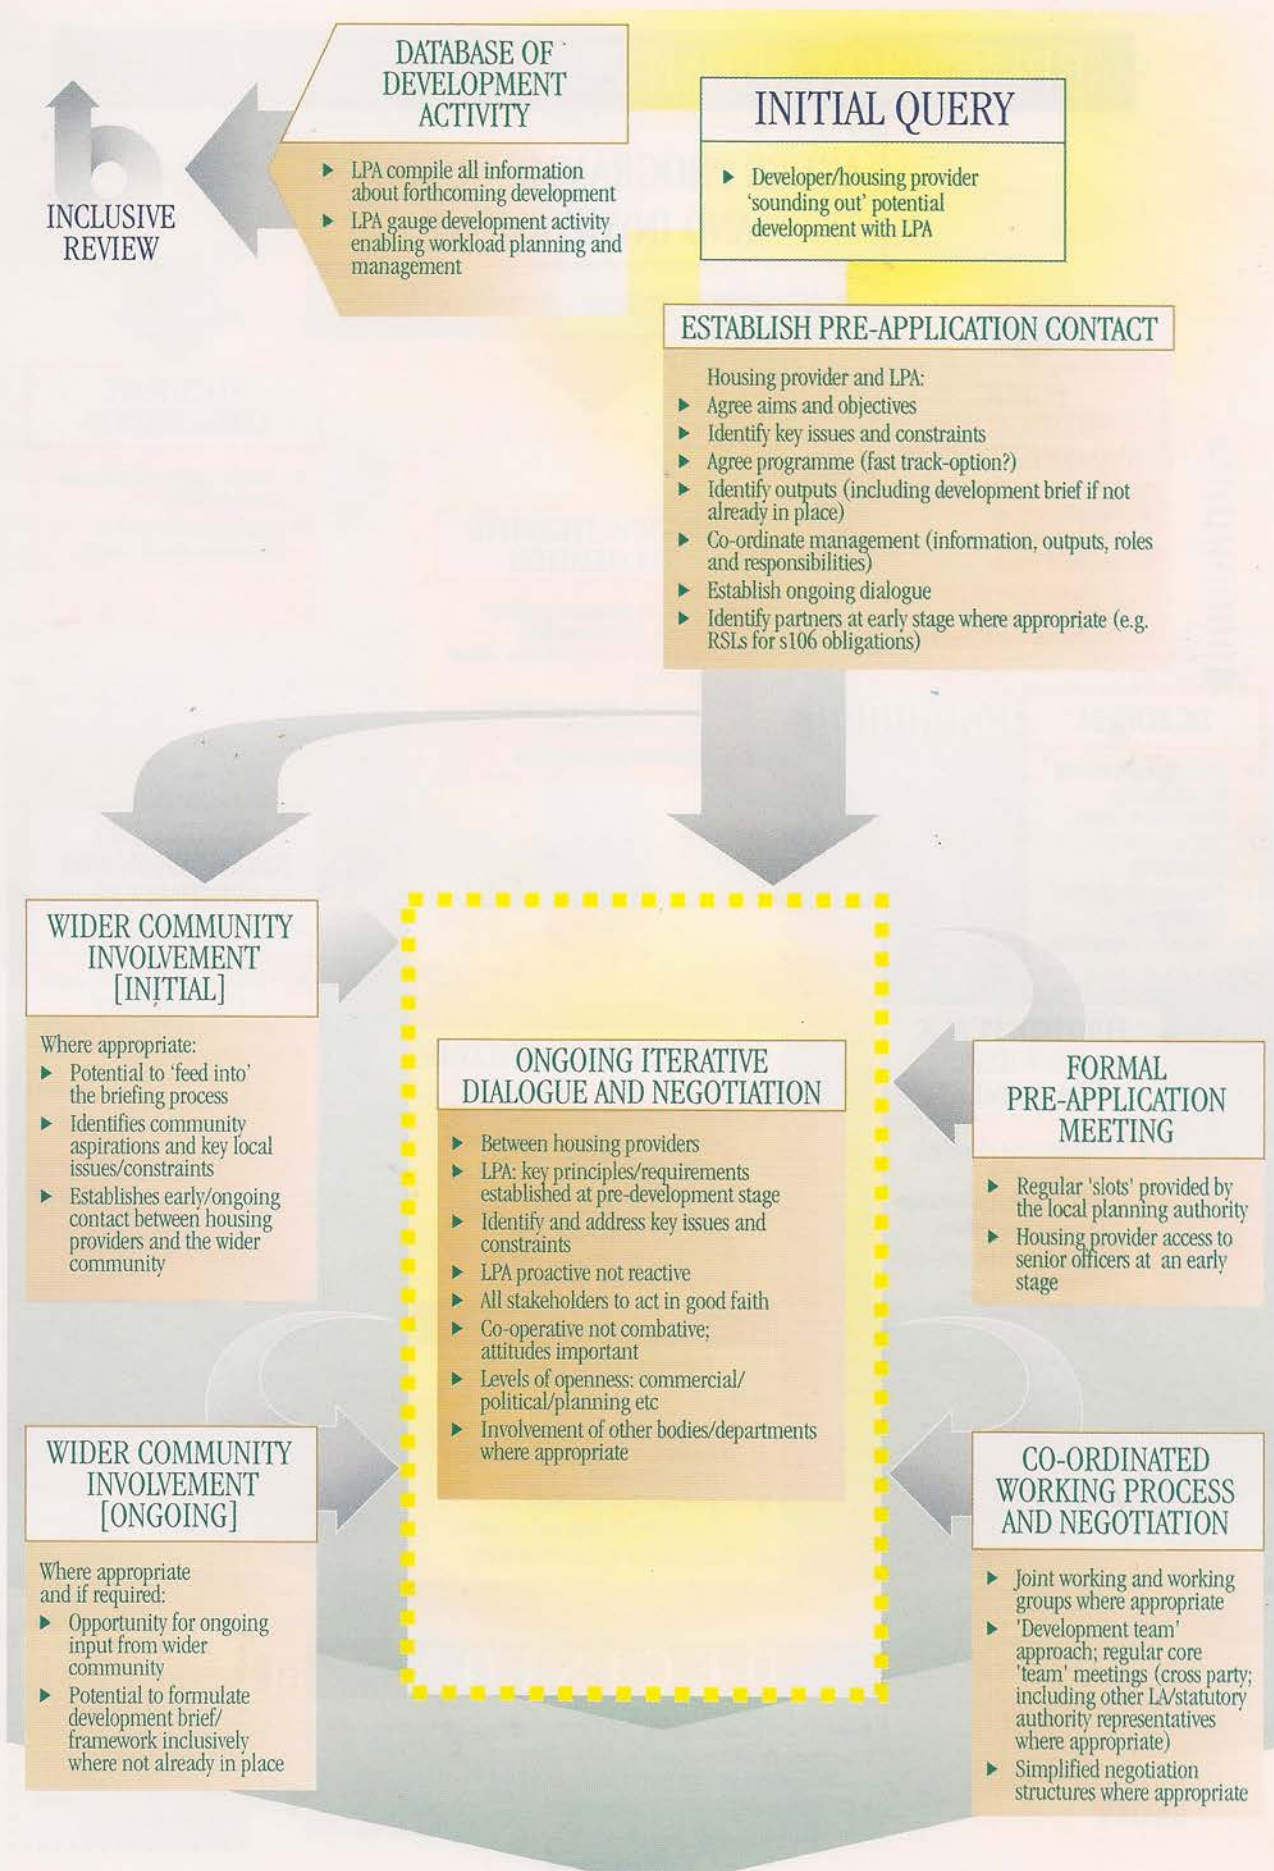 DATABASE OF
DEVELOPMENT
ACTIVITY
▶ LPA compile all information
about forthcoming development
▶ LPA gauge development activity
enabling workload planning and
management
b
INCLUSIVE
REVIEW
INITIAL QUERY
▶ Developer/housing provider
'sounding out' potential
development with LPA
ESTABLISH PRE-APPLICATION CONTACT
Housing provider and LPA:
▶ Agree aims and objectives
▶ Identify key issues and constraints
▶ Agree programme (fast track-option?)
▶ Identify outputs (including development brief if not
already in place)
▶ Co-ordinate management (information, outputs, roles
and responsibilities)
▶ Establish ongoing dialogue
▶ Identify partners at early stage where appropriate (e.g.
RSLs for s106 obligations)
WIDER COMMUNITY
INVOLVEMENT
[INITIAL]
Where appropriate:
▶ Potential to 'feed into'
the briefing process
▶ Identifies community
aspirations and key local
issues/constraints
▶ Establishes early/ongoing
contact between housing
providers and the wider
community
ONGOING ITERATIVE
DIALOGUE AND NEGOTIATION
▶ Between housing providers
▶ LPA: key principles/requirements
established at pre-development stage
▶ Identify and address key issues and
constraints
▶ LPA proactive not reactive
▶ All stakeholders to act in good faith
▶ Co-operative not combative;
attitudes important
▶ Levels of openness: commercial/
political/planning etc
▶ Involvement of other bodies/departments
where appropriate
FORMAL
PRE-APPLICATION
MEETING
▶ Regular 'slots' provided by
the local planning authority
▶ Housing provider access to
senior officers at an early
stage
WIDER COMMUNITY
INVOLVEMENT
[ONGOING]
Where appropriate
and if required:
▶ Opportunity for ongoing
input from wider
community
▶ Potential to formulate
development brief/
framework inclusively
where not already in place
CO-ORDINATED
WORKING PROCESS
AND NEGOTIATION
▶ Joint working and working
groups where appropriate
▶ 'Development team'
approach; regular core
'team' meetings (cross party;
including other LA/statutory
authority representatives
where appropriate)
▶ Simplified negotiation
structures where appropriate